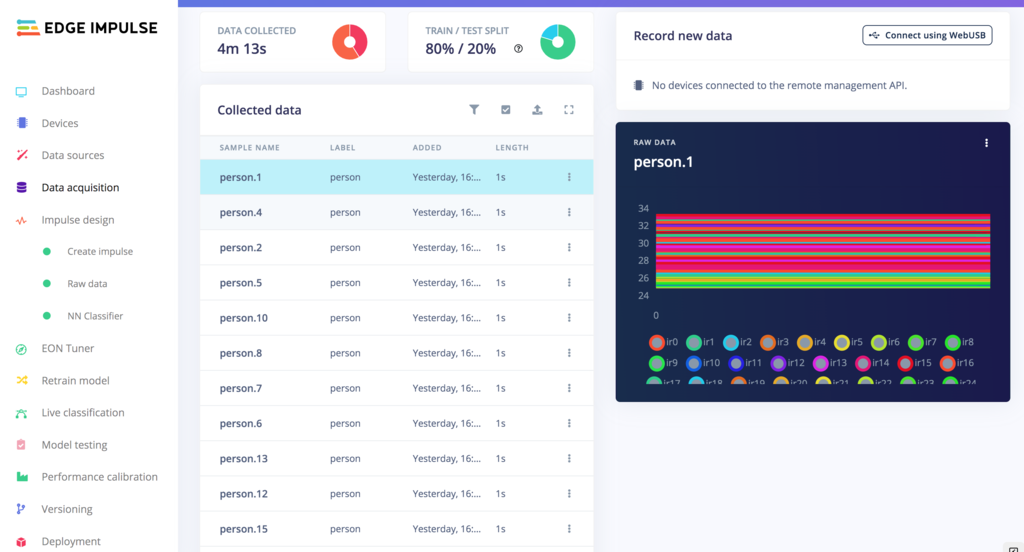 EDGE IMPULSE
Dashboard
Devices
Data sources
Data acquisition
Impulse design
Create impulse
Raw data
NN Classifier
EON Tuner
Retrain model
Live classification
Model testing
Performance calibration
Versioning
Deployment
DATA COLLECTED
4m 13s
TRAIN / TEST SPLIT
80% / 20%
Collected data
SAMPLE NAME LABEL ADDED LENGTH
person.1 person Yesterday, 16:... 1s
person.4 person Yesterday, 16:... 1s
person.2 person Yesterday, 16:... 1s
person.5 person Yesterday, 16:... 1s
person.10 person Yesterday, 16:... 1s
person.8 person Yesterday, 16:... 1s
person.7 person Yesterday, 16:... 1s
person.6 person Yesterday, 16:... 1s
person.13 person Yesterday, 16:... 1s
person.12 person Yesterday, 16:... 1s
person.15 person Yesterday, 16:... 1s
Record new data
Connect using WebUSB
No devices connected to the remote management API.
RAW DATA
person.1
34
32
30
28
26
24
0
ir0 ir1 ir2 ir3 ir4 ir5 ir6 ir7 ir8
ir9 ir10 ir11 ir12 ir13 ir14 ir15 ir16
ir17 ir18 ir19 ir20 ir21 ir22 ir23 ir24